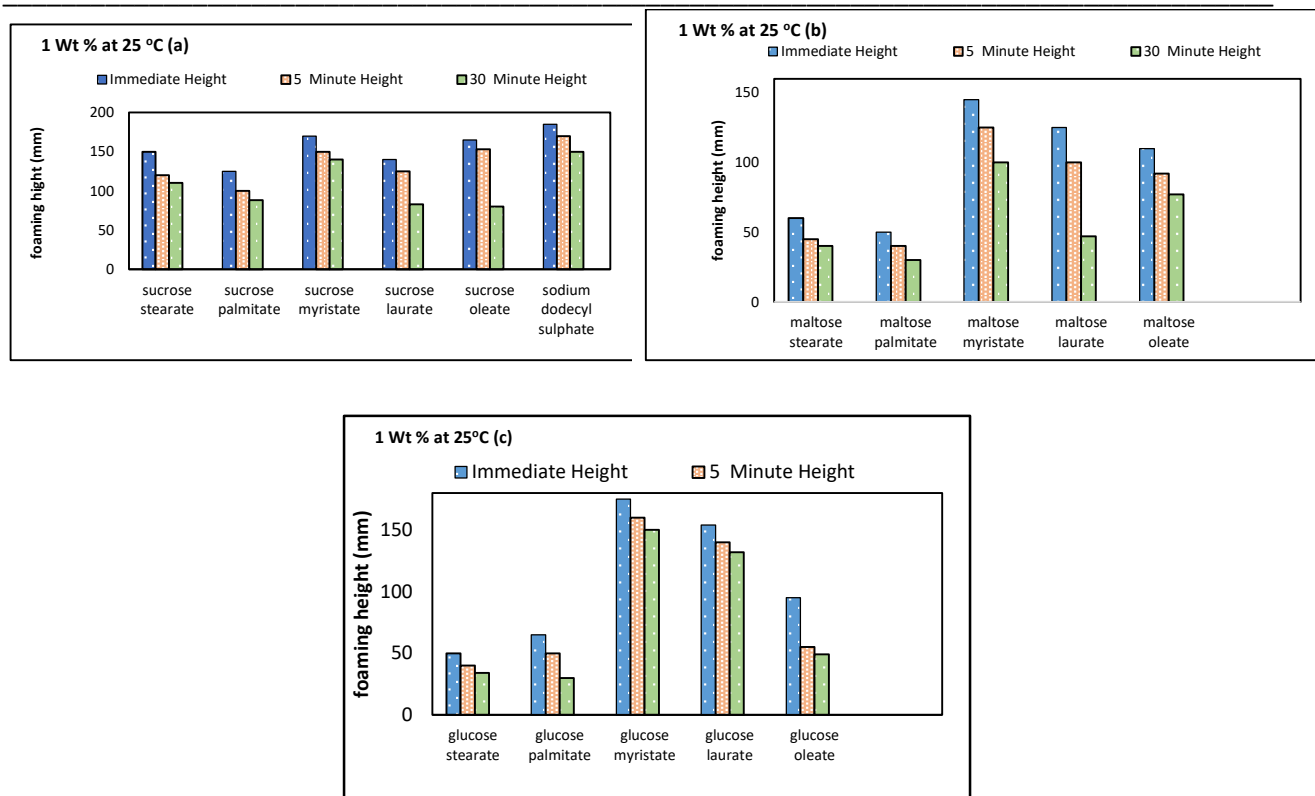 1 Wt % at 25 °C (a)
Immediate Height 5 Minute Height 30 Minute Height
foaming hight (mm)
200
150
100
50
0
sucrose stearate
sucrose palmitate
sucrose myristate
sucrose laurate
sucrose oleate
sodium dodecyl sulphate
1 Wt % at 25 °C (b)
Immediate Height 5 Minute Height 30 Minute Height
foaming height (mm)
150
100
50
0
maltose stearate
maltose palmitate
maltose myristate
maltose laurate
maltose oleate
1 Wt % at 25°C (c)
Immediate Height 5 Minute Height
foaming height (mm)
150
100
50
0
glucose stearate
glucose palmitate
glucose myristate
glucose laurate
glucose oleate